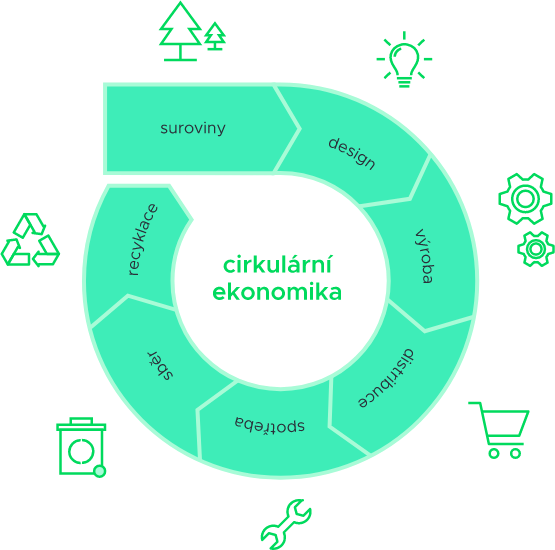 suroviny
design
výroba
distribuce
spotřeba
sběr
recyklace
cirkulární
ekonomika